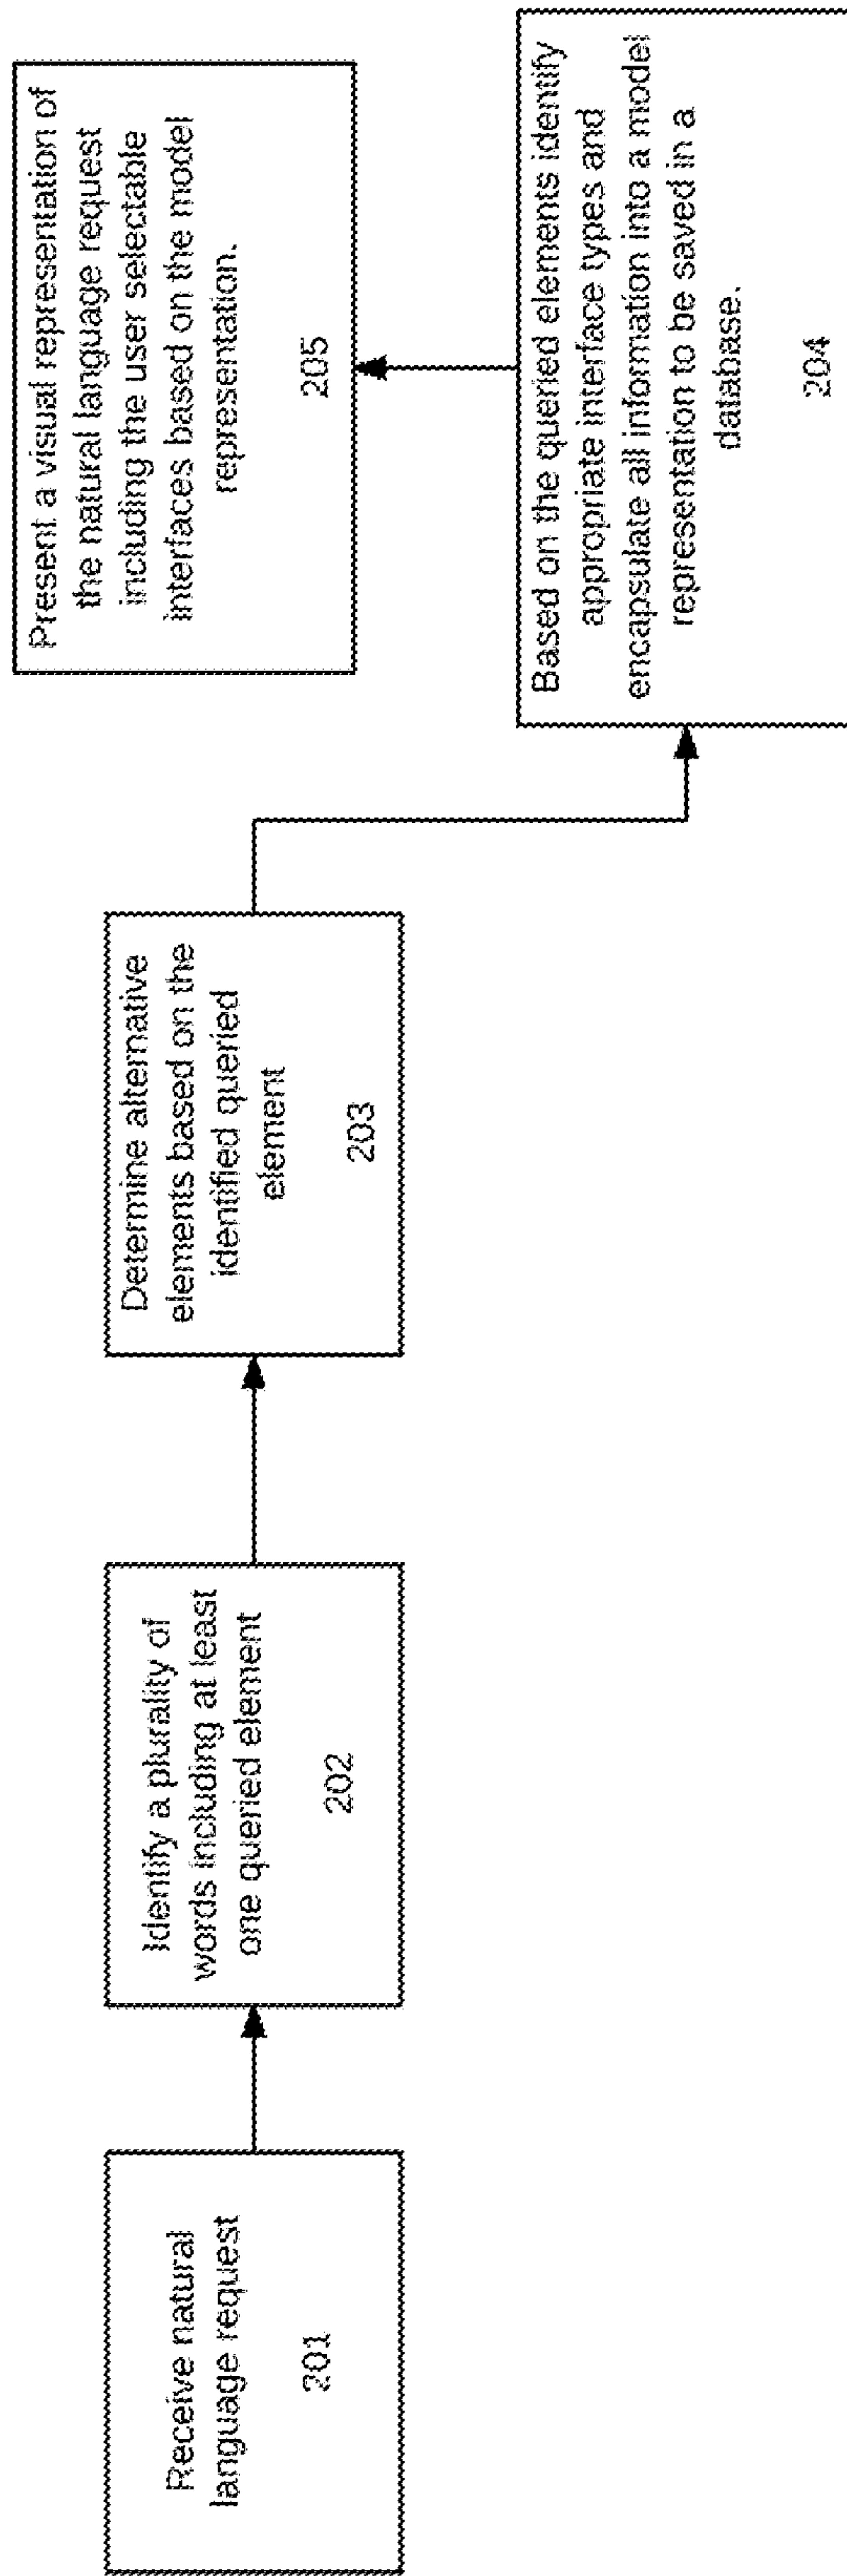 Receive natural
language request
201
Identify a plurality of
words including at least
one queried element
202
Determine alternative
elements based on the
identified queried
element
203
Based on the queried elements identify
appropriate interface types and
encapsulate all information into a model
representation to be saved in a
database.
204
Present a visual representation of
the natural language request
including the user selectable
interfaces based on the model
representation.
205